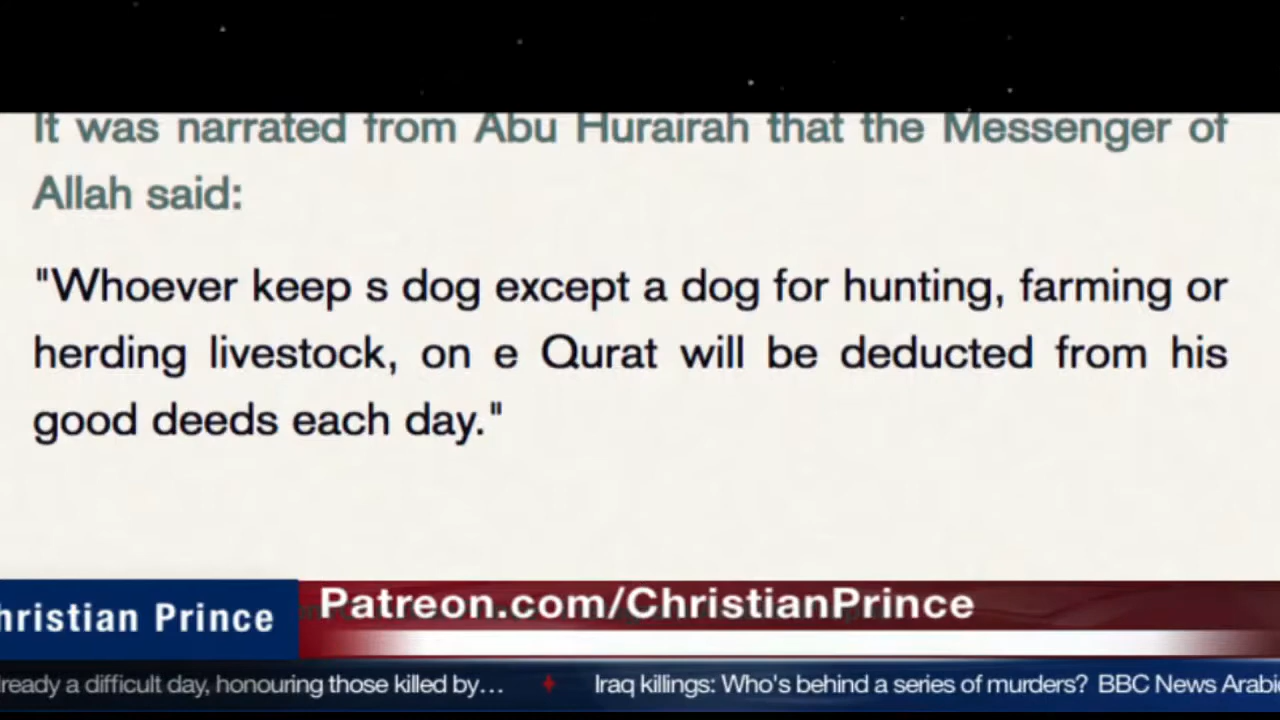 It was narrated from Abu Hurairah that the Messenger of
Allah said:
"Whoever keep s dog except a dog for hunting, farming or
herding livestock, on e Qurat will be deducted from his
good deeds each day."
hristian Prince
Patreon.com/ChristianPrince
ready a difficult day, honouring those killed by... Iraq killings: Who's behind a series of murders? BBC News Arabi